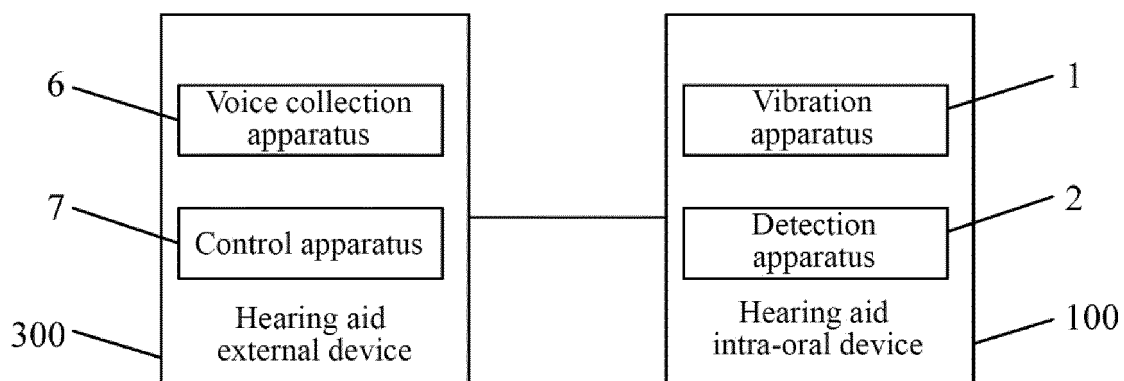 6
Voice collection
apparatus
7
Control apparatus
300
Hearing aid
external device
Vibration
apparatus
1
Detection
apparatus
2
Hearing aid
intra-oral device
100